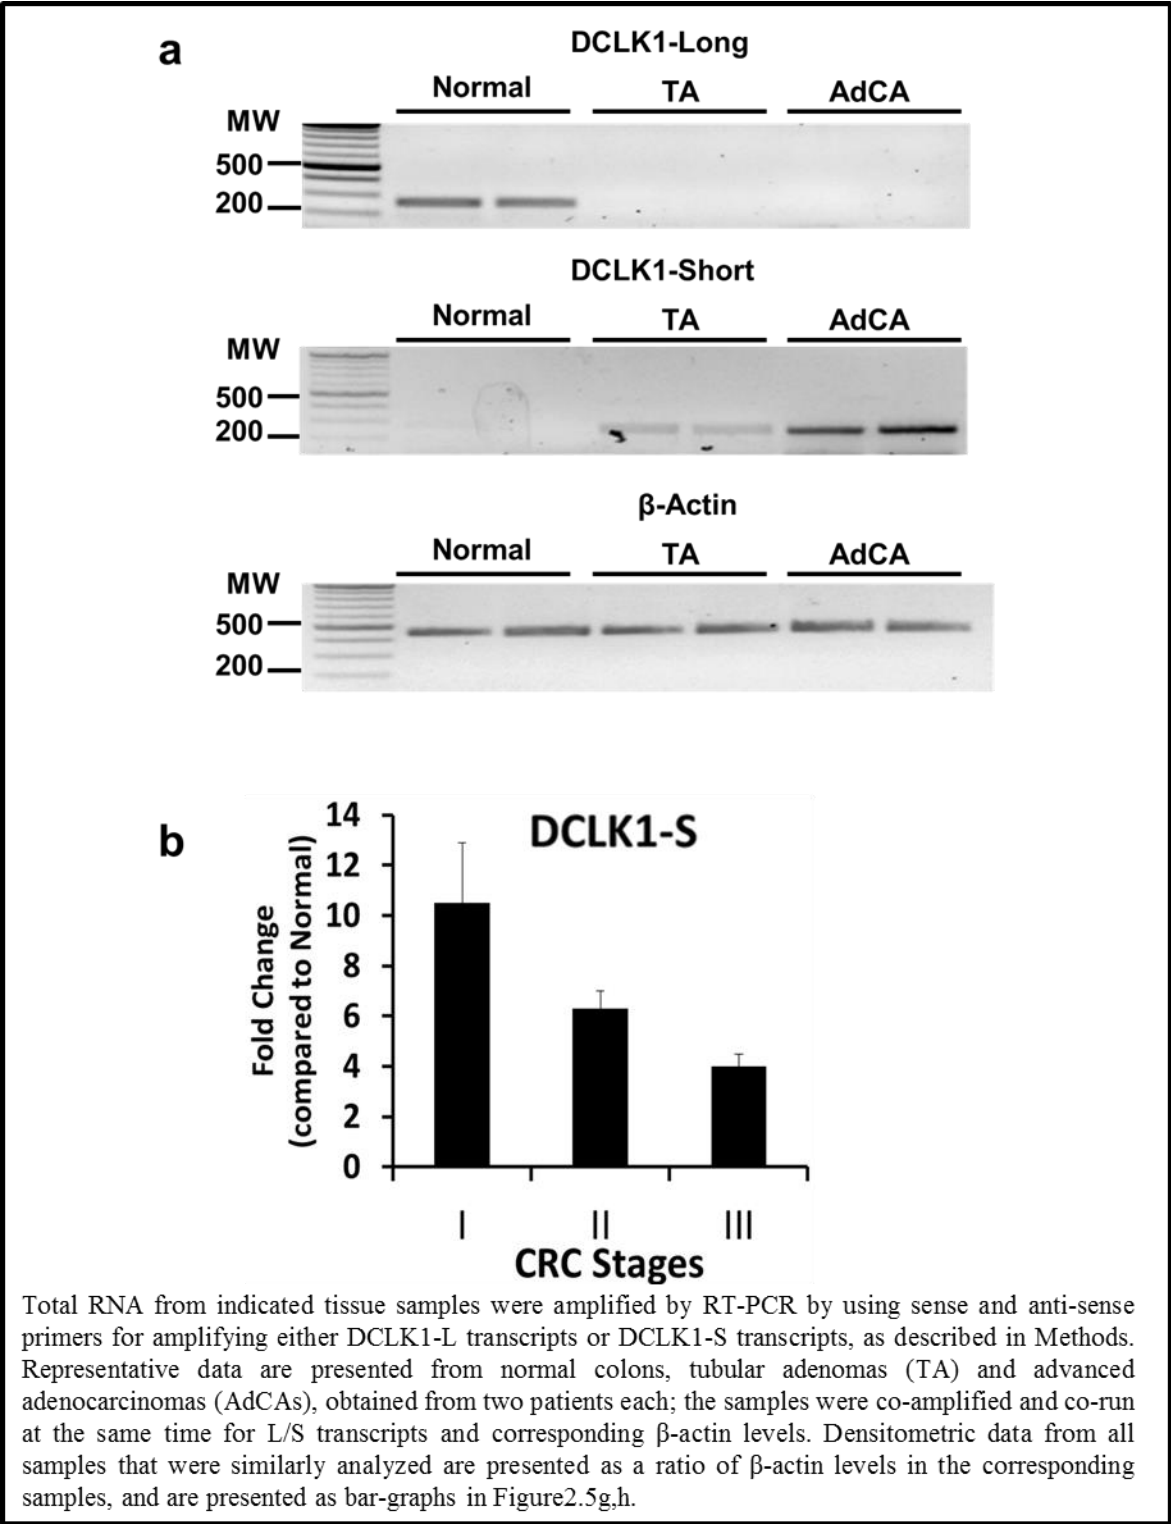 a
DCLK1-Long
Normal TA AdCA
MW
500
200
DCLK1-Short
Normal TA AdCA
MW
500
200
β-Actin
Normal TA AdCA
MW
500
200
b
DCLK1-S
Fold Change
(compared to Normal)
14
12
10
8
6
4
2
0
I II III
CRC Stages
Total RNA from indicated tissue samples were amplified by RT-PCR by using sense and anti-sense
primers for amplifying either DCLK1-L transcripts or DCLK1-S transcripts, as described in Methods.
Representative data are presented from normal colons, tubular adenomas (TA) and advanced
adenocarcinomas (AdCAs), obtained from two patients each; the samples were co-amplified and co-run
at the same time for L/S transcripts and corresponding β-actin levels. Densitometric data from all
samples that were similarly analyzed are presented as a ratio of β-actin levels in the corresponding
samples, and are presented as bar-graphs in Figure2.5g,h.